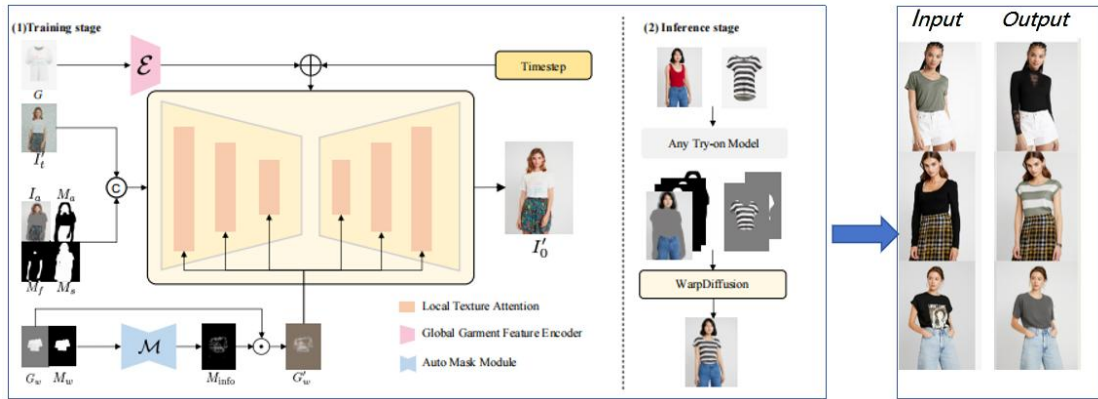 (1)Training stage
G
ℰ
Timestep
I'_t
C
I_a M_a
M_f M_s
I'_0
Local Texture Attention
Global Garment Feature Encoder
Auto Mask Module
ℳ
G_w M_w
M_info
G'_w
(2) Inference stage
Any Try-on Model
WarpDiffusion
Input Output